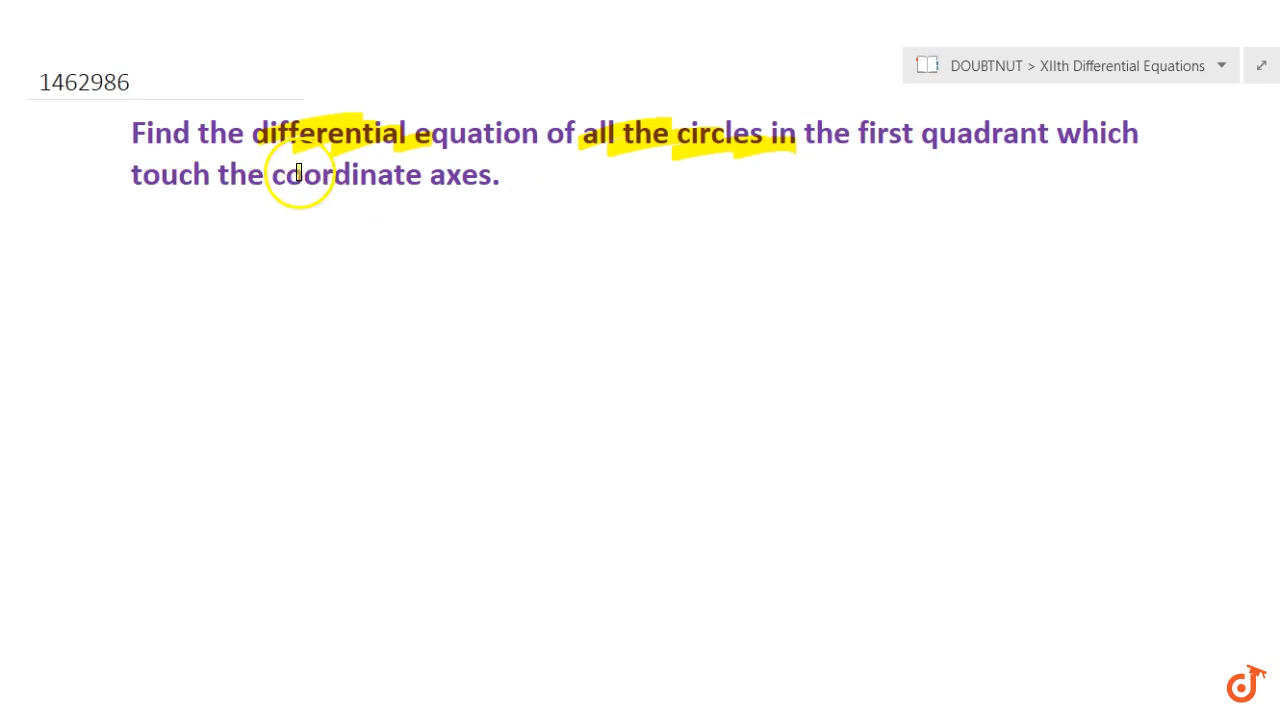 1462986
DOUBTNUT > XIIth Differential Equations
Find the differential equation of all the circles in the first quadrant which
touch the coordinate axes.